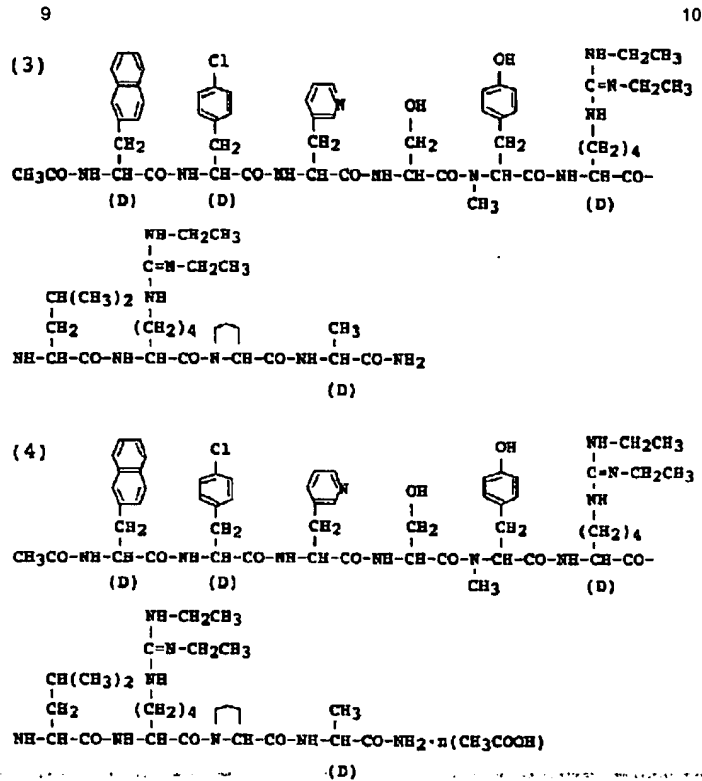 9 10
(3) Cl OH NH-CH2CH3
C=N-CH2CH3
N OH NH
CH2 CH2 CH2 CH2 CH2 (CH2)4
CH3CO-NH-CH-CO-NH-CH-CO-NH-CH-CO-NH-CH-CO-N-CH-CO-NH-CH-CO-
(D) (D) CH3 (D)
NH-CH2CH3
C=N-CH2CH3
CH(CH3)2 NH
CH2 (CH2)4 CH3
NH-CH-CO-NH-CH-CO-N-CH-CO-NH-CH-CO-NH2
(D)
(4) Cl OH NH-CH2CH3
C=N-CH2CH3
N OH NH
CH2 CH2 CH2 CH2 CH2 (CH2)4
CH3CO-NH-CH-CO-NH-CH-CO-NH-CH-CO-NH-CH-CO-N-CH-CO-NH-CH-CO-
(D) (D) CH3 (D)
NH-CH2CH3
C=N-CH2CH3
CH(CH3)2 NH
CH2 (CH2)4 CH3
NH-CH-CO-NH-CH-CO-N-CH-CO-NH-CH-CO-NH2·n(CH3COOH)
(D)